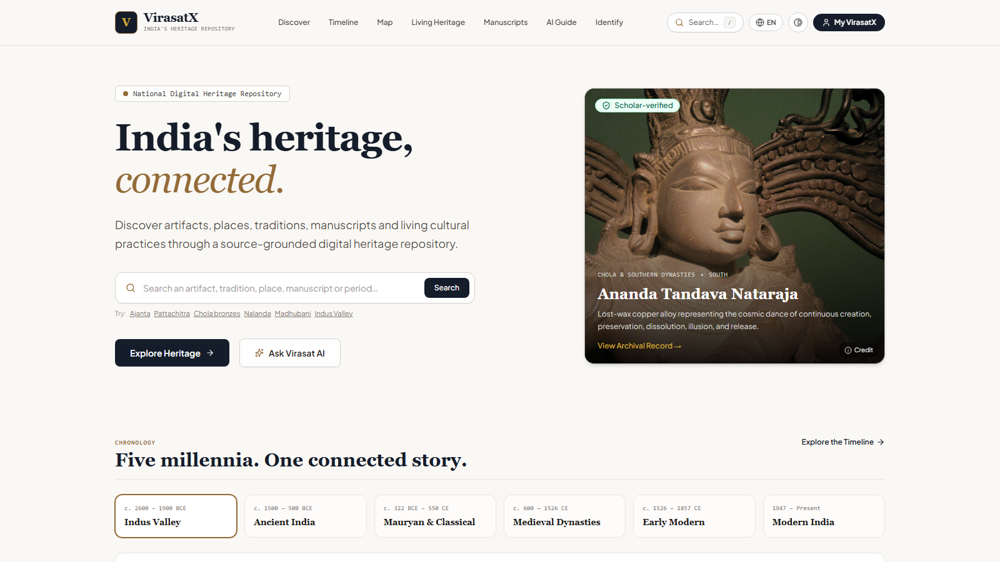 V
VirasatX
INDIA'S HERITAGE REPOSITORY
Discover Timeline Map Living Heritage Manuscripts AI Guide Identify
Search... /
EN
My VirasatX
National Digital Heritage Repository
India's heritage,
connected.
Discover artifacts, places, traditions, manuscripts and living cultural
practices through a source-grounded digital heritage repository.
Search an artifact, tradition, place, manuscript or period...
Search
Try: Ajanta Pattachitra Chola bronzes Nalanda Madhubani Indus Valley
Explore Heritage →
Ask Virasat AI
Scholar-verified
CHOLA & SOUTHERN DYNASTIES • SOUTH
Ananda Tandava Nataraja
Lost-wax copper alloy representing the cosmic dance of continuous creation,
preservation, dissolution, illusion, and release.
View Archival Record →
Credit
CHRONOLOGY
Five millennia. One connected story.
Explore the Timeline →
c. 2600 – 1900 BCE
Indus Valley
c. 1500 – 500 BCE
Ancient India
c. 322 BCE – 550 CE
Mauryan & Classical
c. 600 – 1526 CE
Medieval Dynasties
c. 1526 – 1857 CE
Early Modern
1947 – Present
Modern India